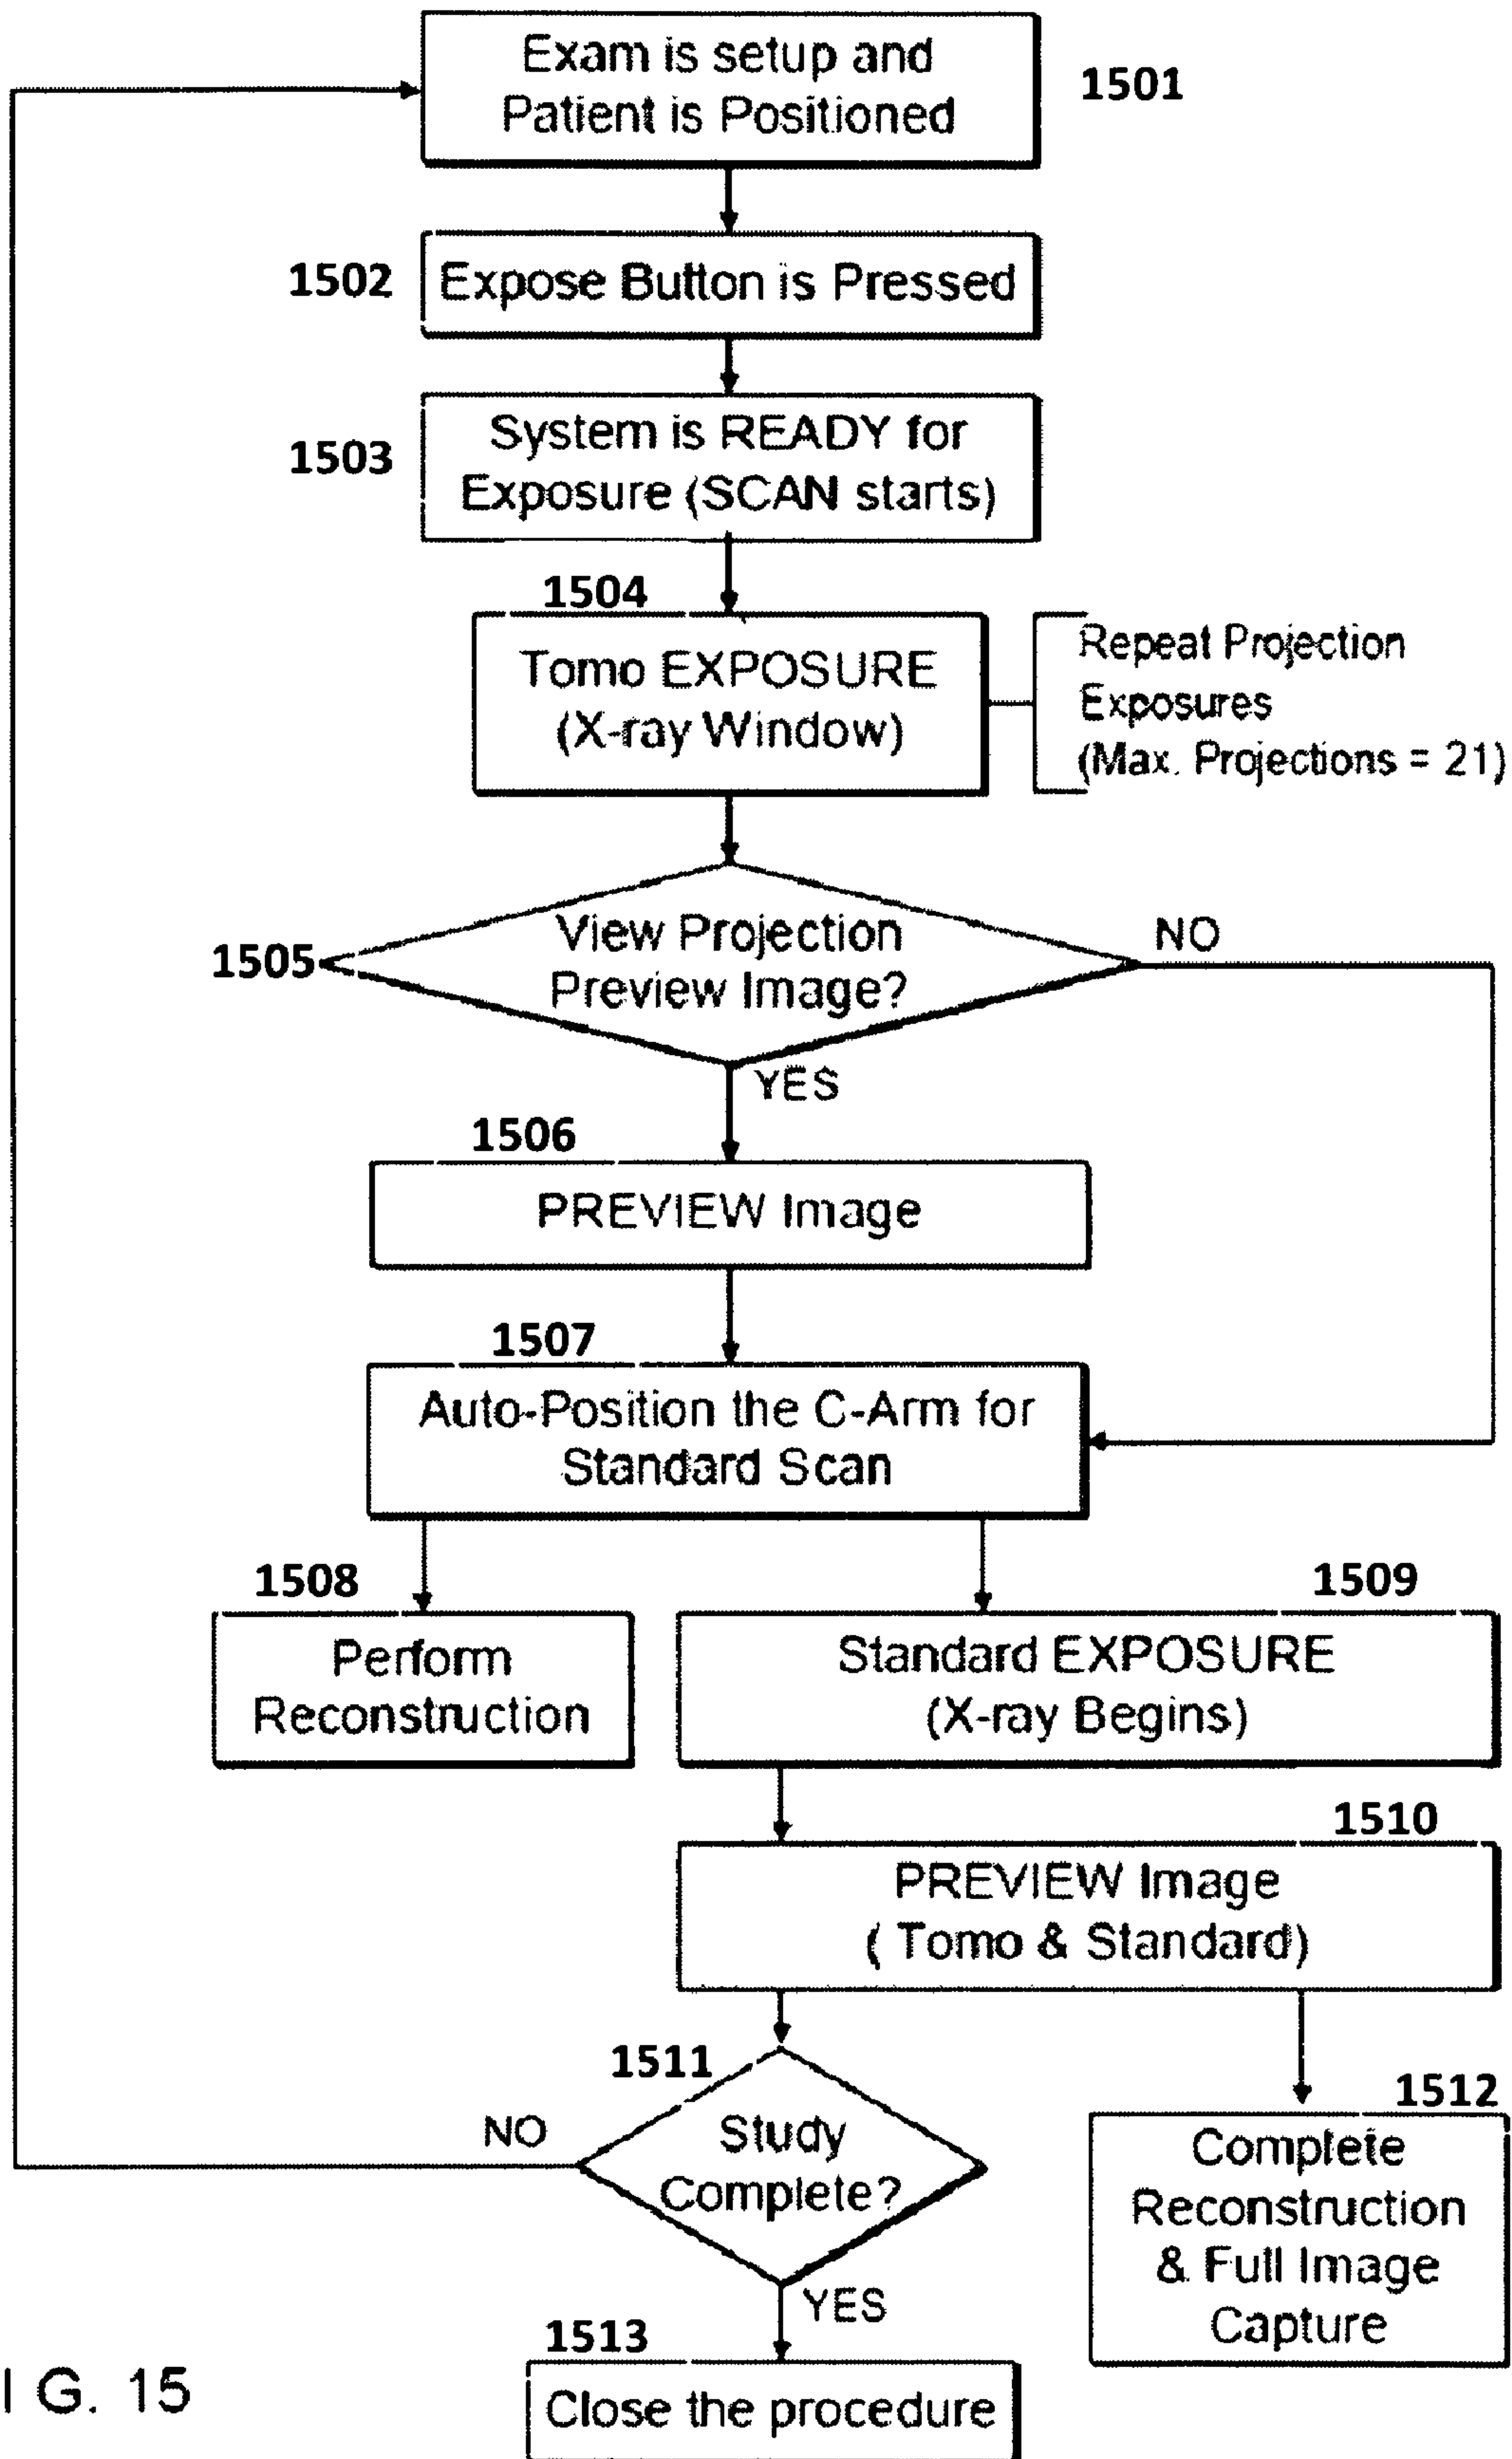 Exam is setup and
Patient is Positioned
1501
1502
Expose Button is Pressed
1503
System is READY for
Exposure (SCAN starts)
1504
Tomo EXPOSURE
(X-ray Window)
Repeat Projection
Exposures
(Max. Projections = 21)
1505
View Projection
Preview Image?
NO
YES
1506
PREVIEW Image
1507
Auto-Position the C-Arm for
Standard Scan
1508
Perform
Reconstruction
1509
Standard EXPOSURE
(X-ray Begins)
1510
PREVIEW Image
( Tomo & Standard)
1511
Study
Complete?
NO
YES
1512
Complete
Reconstruction
& Full Image
Capture
1513
Close the procedure
I G. 15